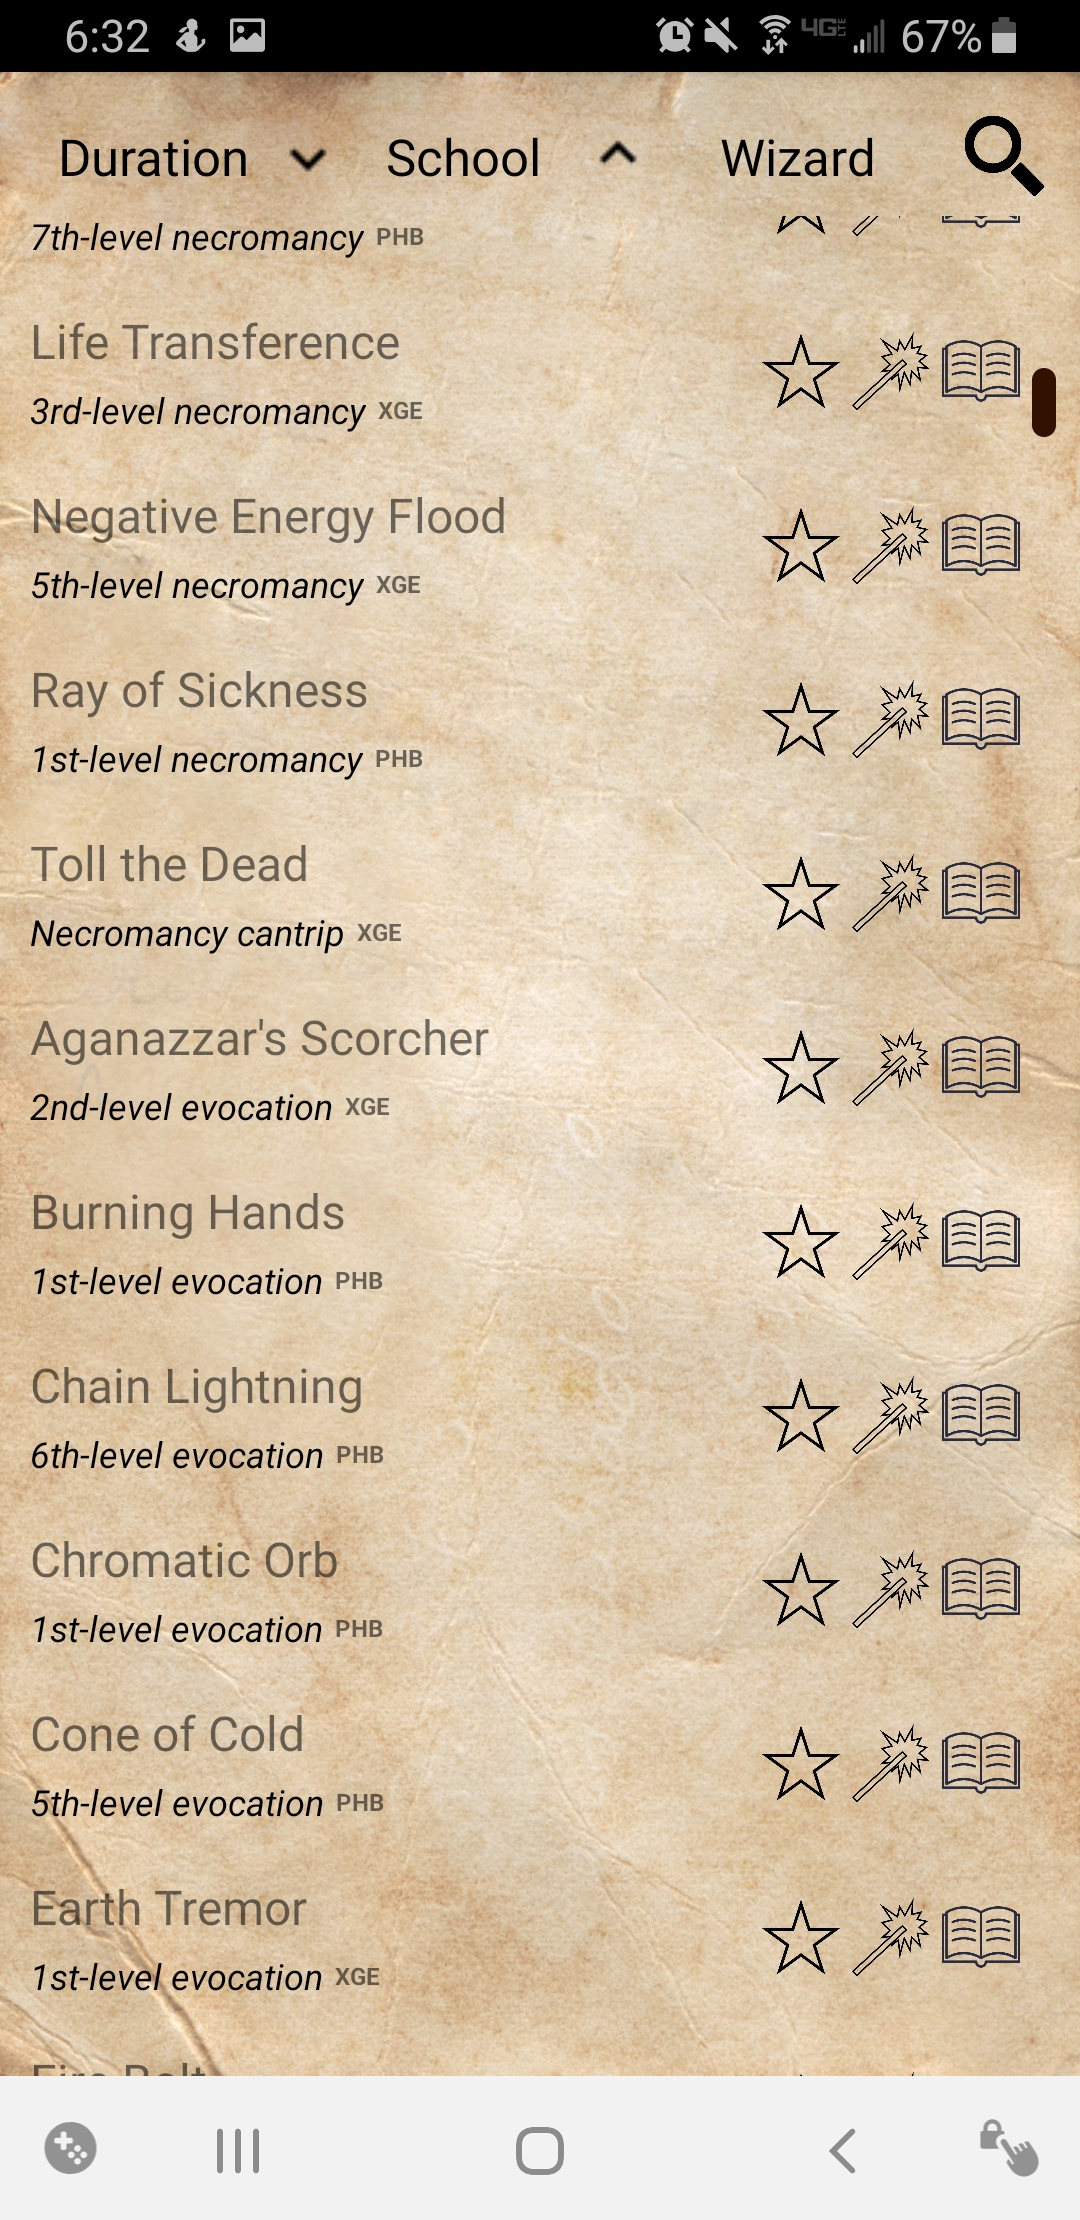 6:32 4GE 67%
Duration School Wizard
7th-level necromancy PHB
Life Transference
3rd-level necromancy XGE
Negative Energy Flood
5th-level necromancy XGE
Ray of Sickness
1st-level necromancy PHB
Toll the Dead
Necromancy cantrip XGE
Aganazzar's Scorcher
2nd-level evocation XGE
Burning Hands
1st-level evocation PHB
Chain Lightning
6th-level evocation PHB
Chromatic Orb
1st-level evocation PHB
Cone of Cold
5th-level evocation PHB
Earth Tremor
1st-level evocation XGE
Fire Bolt